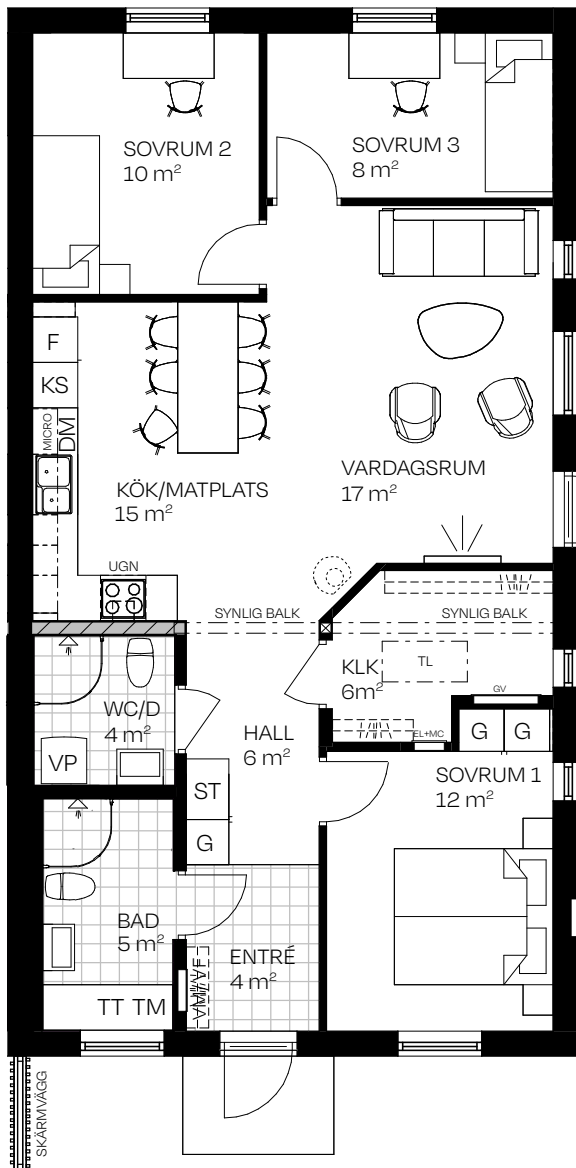 SOVRUM 2
10 m²
SOVRUM 3
8 m²
F
KS
MICRO
DM
KÖK/MATPLATS
15 m²
VARDAGSRUM
17 m²
UGN
SYNLIG BALK
SYNLIG BALK
KLK
6m²
TL
GV
WC/D
4 m²
VP
HALL
6 m²
EL+MC
G
G
SOVRUM 1
12 m²
ST
G
BAD
5 m²
ENTRÉ
4 m²
TT TM
SKÄRMVÄGG